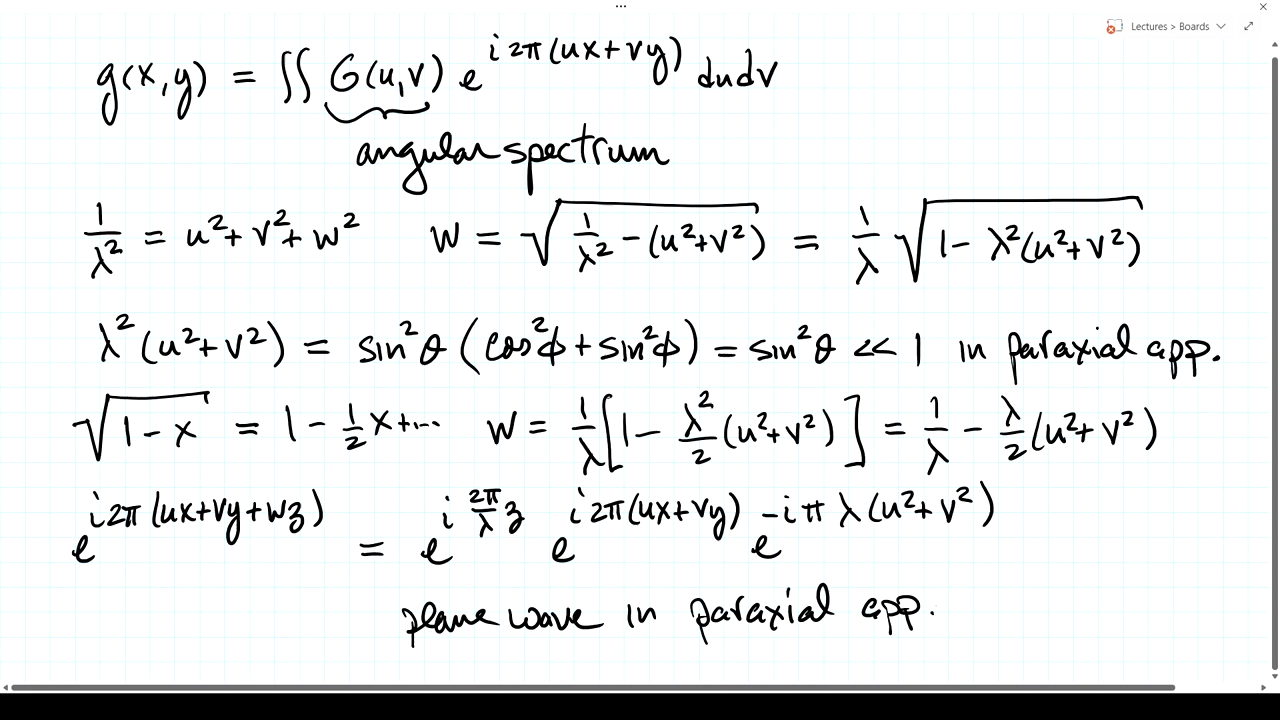 ...
Lectures > Boards
g(x,y) = ∬ G(u,v) e^{i2π(ux+vy)} dudv
angular spectrum
1/λ² = u²+v²+w²   w = √(1/λ² − (u²+v²)) = 1/λ √(1 − λ²(u²+v²))
λ²(u²+v²) = sin²θ (cos²ϕ + sin²ϕ) = sin²θ << 1 in paraxial app.
√(1−x) = 1 − 1/2 x+...   w = 1/λ [1 − λ²/2 (u²+v²)] = 1/λ − λ/2 (u²+v²)
e^{i2π(ux+vy+wz)} = e^{i 2π/λ z} e^{i2π(ux+vy)} e^{−iπλ(u²+v²)}
plane wave in paraxial app.